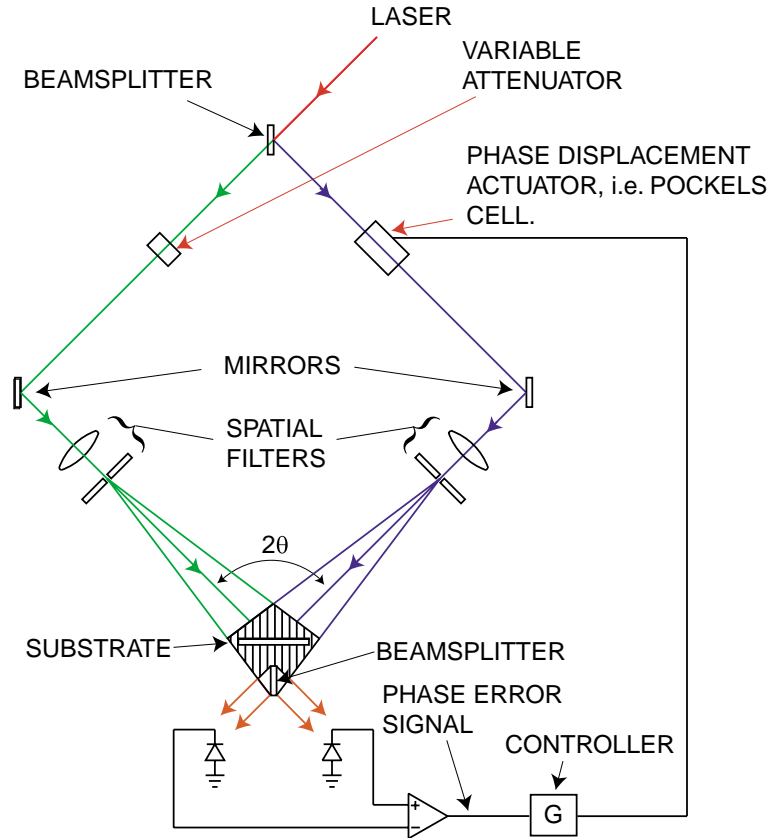 LASER
VARIABLE
ATTENUATOR
BEAMSPLITTER
PHASE DISPLACEMENT
ACTUATOR, i.e. POCKELS
CELL.
MIRRORS
SPATIAL
FILTERS
2θ
SUBSTRATE
BEAMSPLITTER
PHASE ERROR
SIGNAL
CONTROLLER
+
−
G